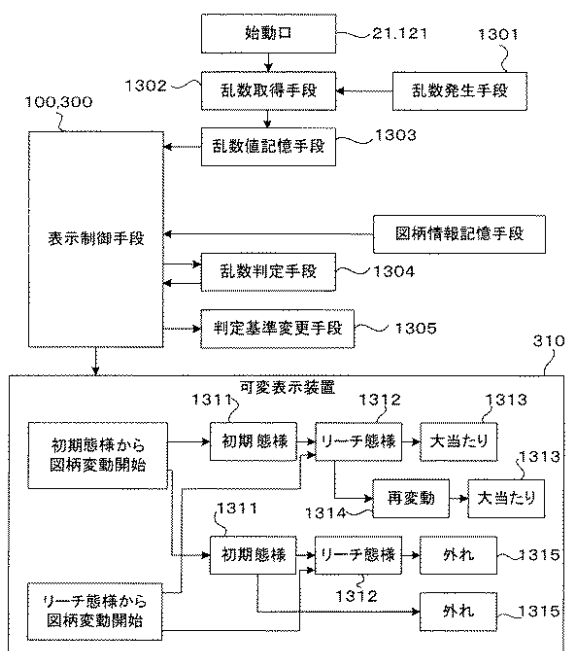 始動口
21,121
1301
1302
乱数取得手段
乱数発生手段
100,300
乱数値記憶手段
1303
表示制御手段
図柄情報記憶手段
乱数判定手段
1304
判定基準変更手段
1305
310
可変表示装置
1311
1312
1313
初期態様から
図柄変動開始
初期態様
リーチ態様
大当たり
1313
再変動
大当たり
1314
1311
初期態様
リーチ態様
外れ
1315
1312
リーチ態様から
図柄変動開始
外れ
1315